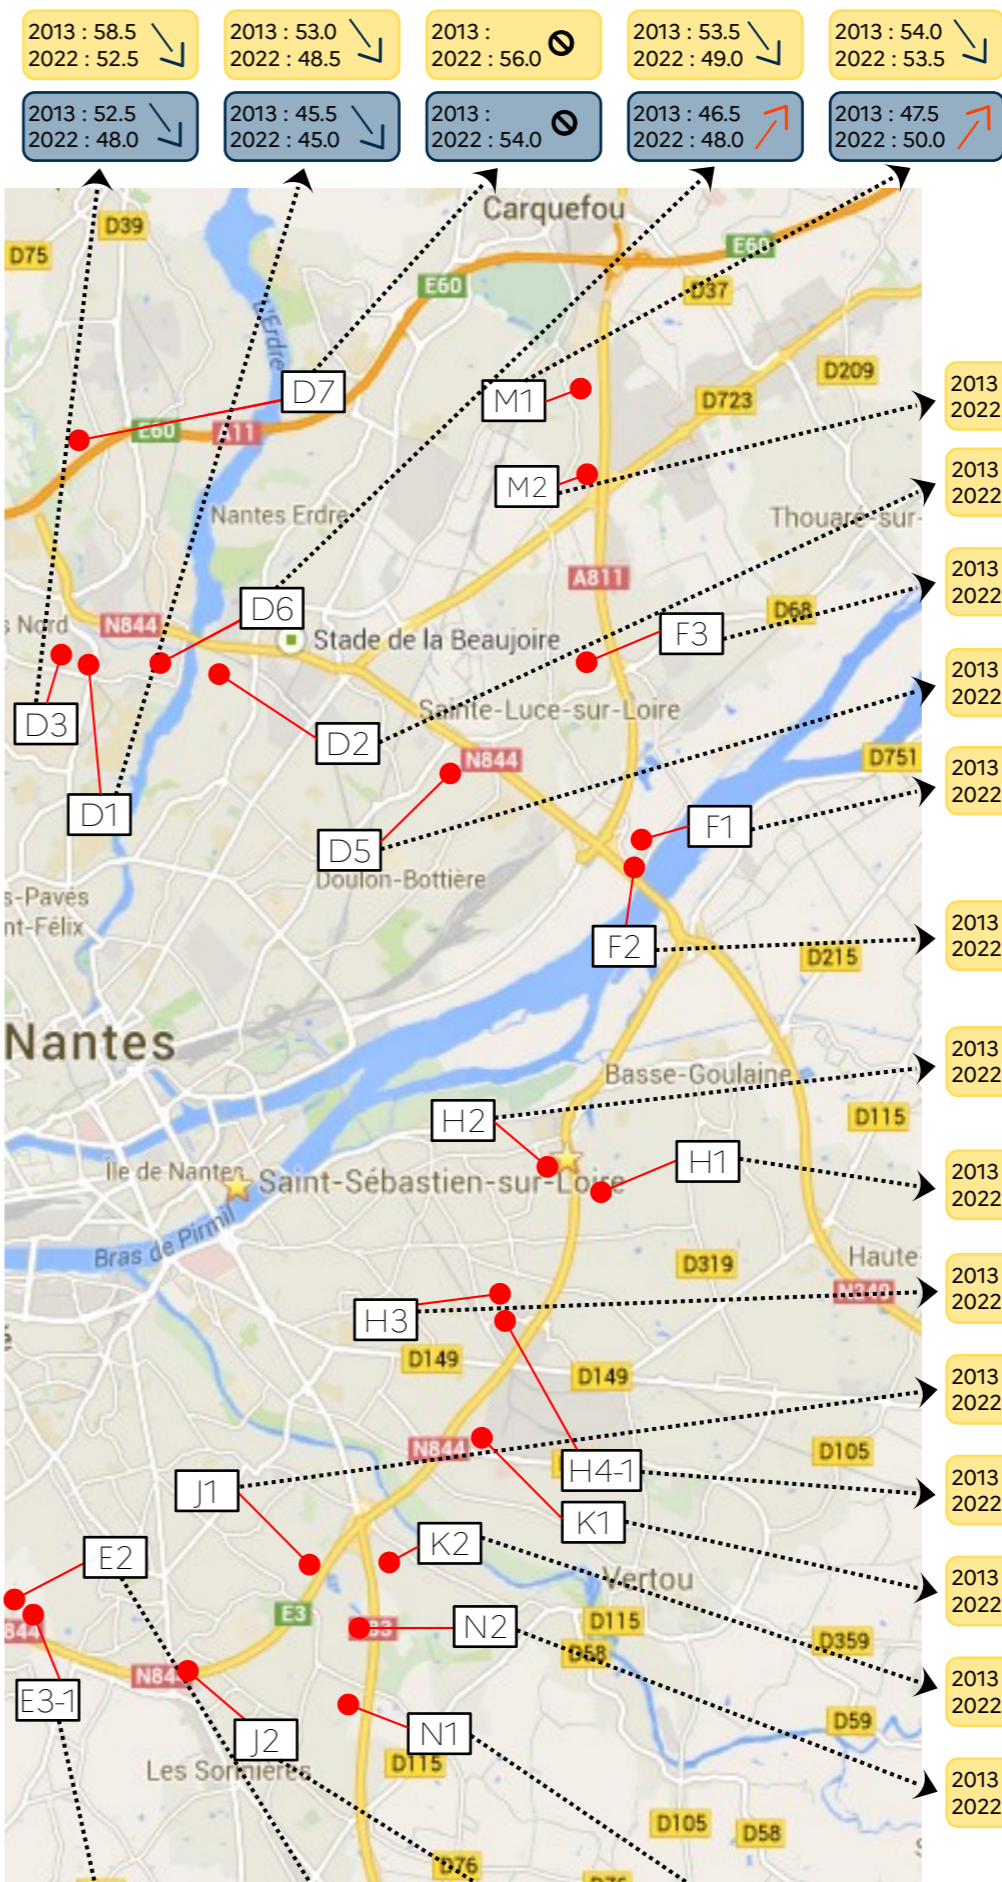 2013 : 58.5
2022 : 52.5
2013 : 53.0
2022 : 48.5
2013 :
2022 : 56.0
2013 : 53.5
2022 : 49.0
2013 : 54.0
2022 : 53.5
2013 : 52.5
2022 : 48.0
2013 : 45.5
2022 : 45.0
2013 :
2022 : 54.0
2013 : 46.5
2022 : 48.0
2013 : 47.5
2022 : 50.0
Carquefou
D39
D75
E60
E60
D37
L'Erdre
D7
M1
D209
D723
2013
2022
E60
A11
M2
2013
2022
Nantes Erdre
Thouaré-sur-
A811
2013
2022
D6
D68
s Nord
N844
Stade de la Beaujoire
F3
D3
Sainte-Luce-sur-Loire
2013
2022
D2
N844
D751
2013
2022
D1
F1
D5
Doulon-Bottière
s-Pavés
nt-Félix
F2
2013
2022
D215
Nantes
Basse-Goulaine
2013
2022
H2
D115
Île de Nantes
Saint-Sébastien-sur-Loire
H1
2013
2022
Bras de Pirmil
D319
Haute-
2013
2022
N249
H3
é
D149
D149
2013
2022
N844
D105
H4-1
2013
2022
J1
K1
K2
E2
Vertou
2013
2022
E3
D115
N2
844
D359
D58
N844
2013
2022
E3-1
D59
J2
N1
Les Sorinières
D115
2013
2022
D105
D58
D76